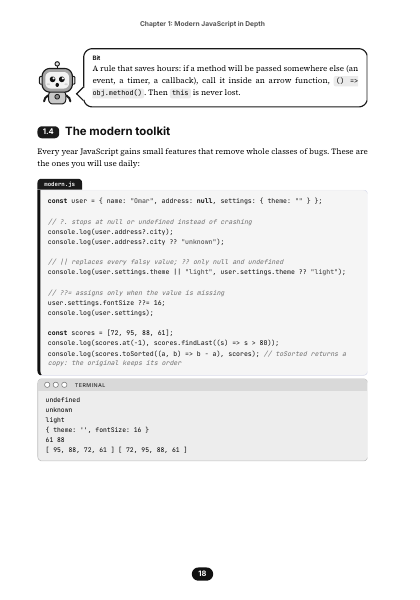 Chapter 1: Modern JavaScript in Depth
Bit
A rule that saves hours: if a method will be passed somewhere else (an
event, a timer, a callback), call it inside an arrow function, () =>
obj.method(). Then this is never lost.
1.4 The modern toolkit
Every year JavaScript gains small features that remove whole classes of bugs. These are
the ones you will use daily:
modern.js
const user = { name: "Omar", address: null, settings: { theme: "" } };
// ?. stops at null or undefined instead of crashing
console.log(user.address?.city);
console.log(user.address?.city ?? "unknown");
// || replaces every falsy value; ?? only null and undefined
console.log(user.settings.theme || "light", user.settings.theme ?? "light");
// ??= assigns only when the value is missing
user.settings.fontSize ??= 16;
console.log(user.settings);
const scores = [72, 95, 88, 61];
console.log(scores.at(-1), scores.findLast((s) => s > 80));
console.log(scores.toSorted((a, b) => b - a), scores); // toSorted returns a
copy: the original keeps its order
TERMINAL
undefined
unknown
light
{ theme: '', fontSize: 16 }
61 88
[ 95, 88, 72, 61 ] [ 72, 95, 88, 61 ]
18